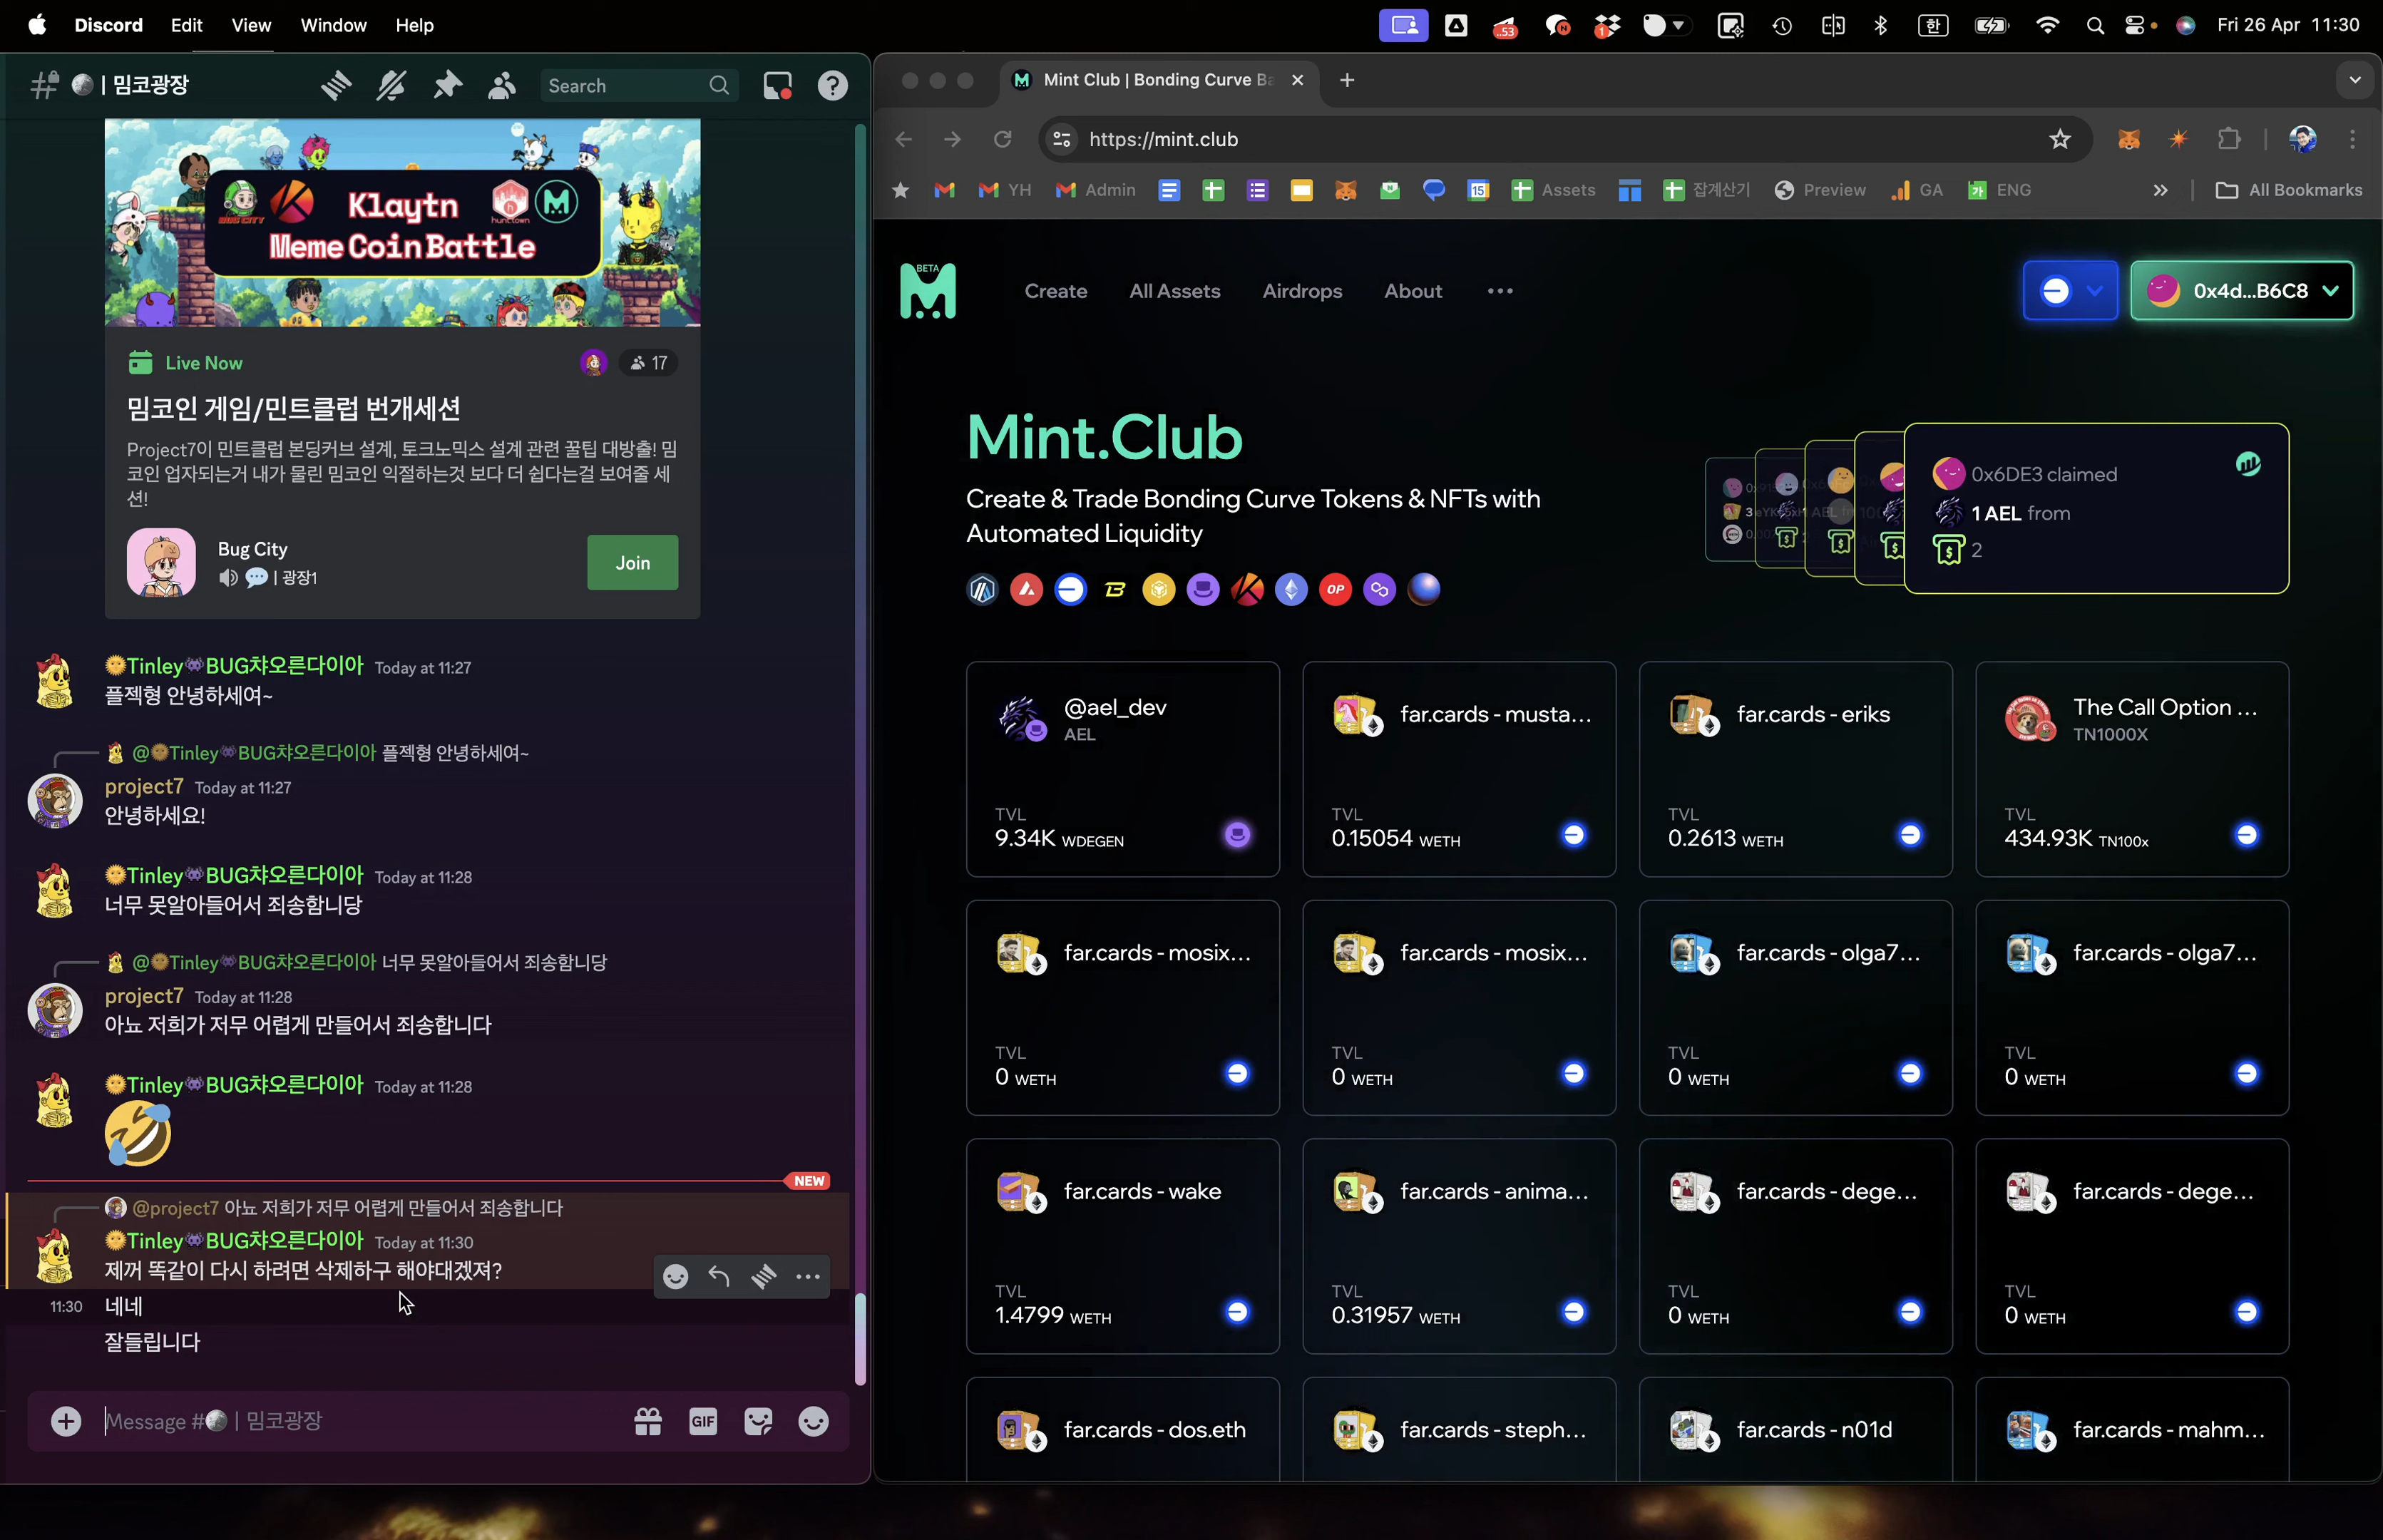 Discord Edit View Window Help
..53
N
1
한
Fri 26 Apr 11:30
| 밈코광장
Search
Klaytn
Meme Coin Battle
BUG CITY
hunt.town
Live Now
17
밈코인 게임/민트클럽 번개세션
Project7이 민트클럽 본딩커브 설계, 토크노믹스 설계 관련 꿀팁 대방출! 밈
코인 업자되는거 내가 물린 밈코인 익절하는것 보다 더 쉽다는걸 보여줄 세
션!
Bug City
| 광장1
Join
Tinley BUG챠오른다이아 Today at 11:27
플젝형 안녕하세여~
@Tinley BUG챠오른다이아 플젝형 안녕하세여~
project7 Today at 11:27
안녕하세요!
Tinley BUG챠오른다이아 Today at 11:28
너무 못알아들어서 죄송함니당
@Tinley BUG챠오른다이아 너무 못알아들어서 죄송함니당
project7 Today at 11:28
아뇨 저희가 저무 어렵게 만들어서 죄송합니다
Tinley BUG챠오른다이아 Today at 11:28
NEW
@project7 아뇨 저희가 저무 어렵게 만들어서 죄송합니다
Tinley BUG챠오른다이아 Today at 11:30
제꺼 똑같이 다시 하려면 삭제하구 해야대겠져?
11:30 네네
잘들립니다
Message # | 밈코광장
GIF
Mint Club | Bonding Curve Ba
https://mint.club
YH
Admin
15
Assets
잡계산기
Preview
GA
ENG
All Bookmarks
BETA
Create All Assets Airdrops About
0x4d...B6C8
Mint.Club
Create & Trade Bonding Curve Tokens & NFTs with
Automated Liquidity
OP
0x6DE3 claimed
1 AEL from
2
@ael_dev
AEL
TVL
9.34K WDEGEN
far.cards - musta...
TVL
0.15054 WETH
far.cards - eriks
TVL
0.2613 WETH
The Call Option ...
TN1000X
TVL
434.93K TN100x
far.cards - mosix...
TVL
0 WETH
far.cards - mosix...
TVL
0 WETH
far.cards - olga7...
TVL
0 WETH
far.cards - olga7...
TVL
0 WETH
far.cards - wake
TVL
1.4799 WETH
far.cards - anima...
TVL
0.31957 WETH
far.cards - dege...
TVL
0 WETH
far.cards - dege...
TVL
0 WETH
far.cards - dos.eth
far.cards - steph...
far.cards - n01d
far.cards - mahm...